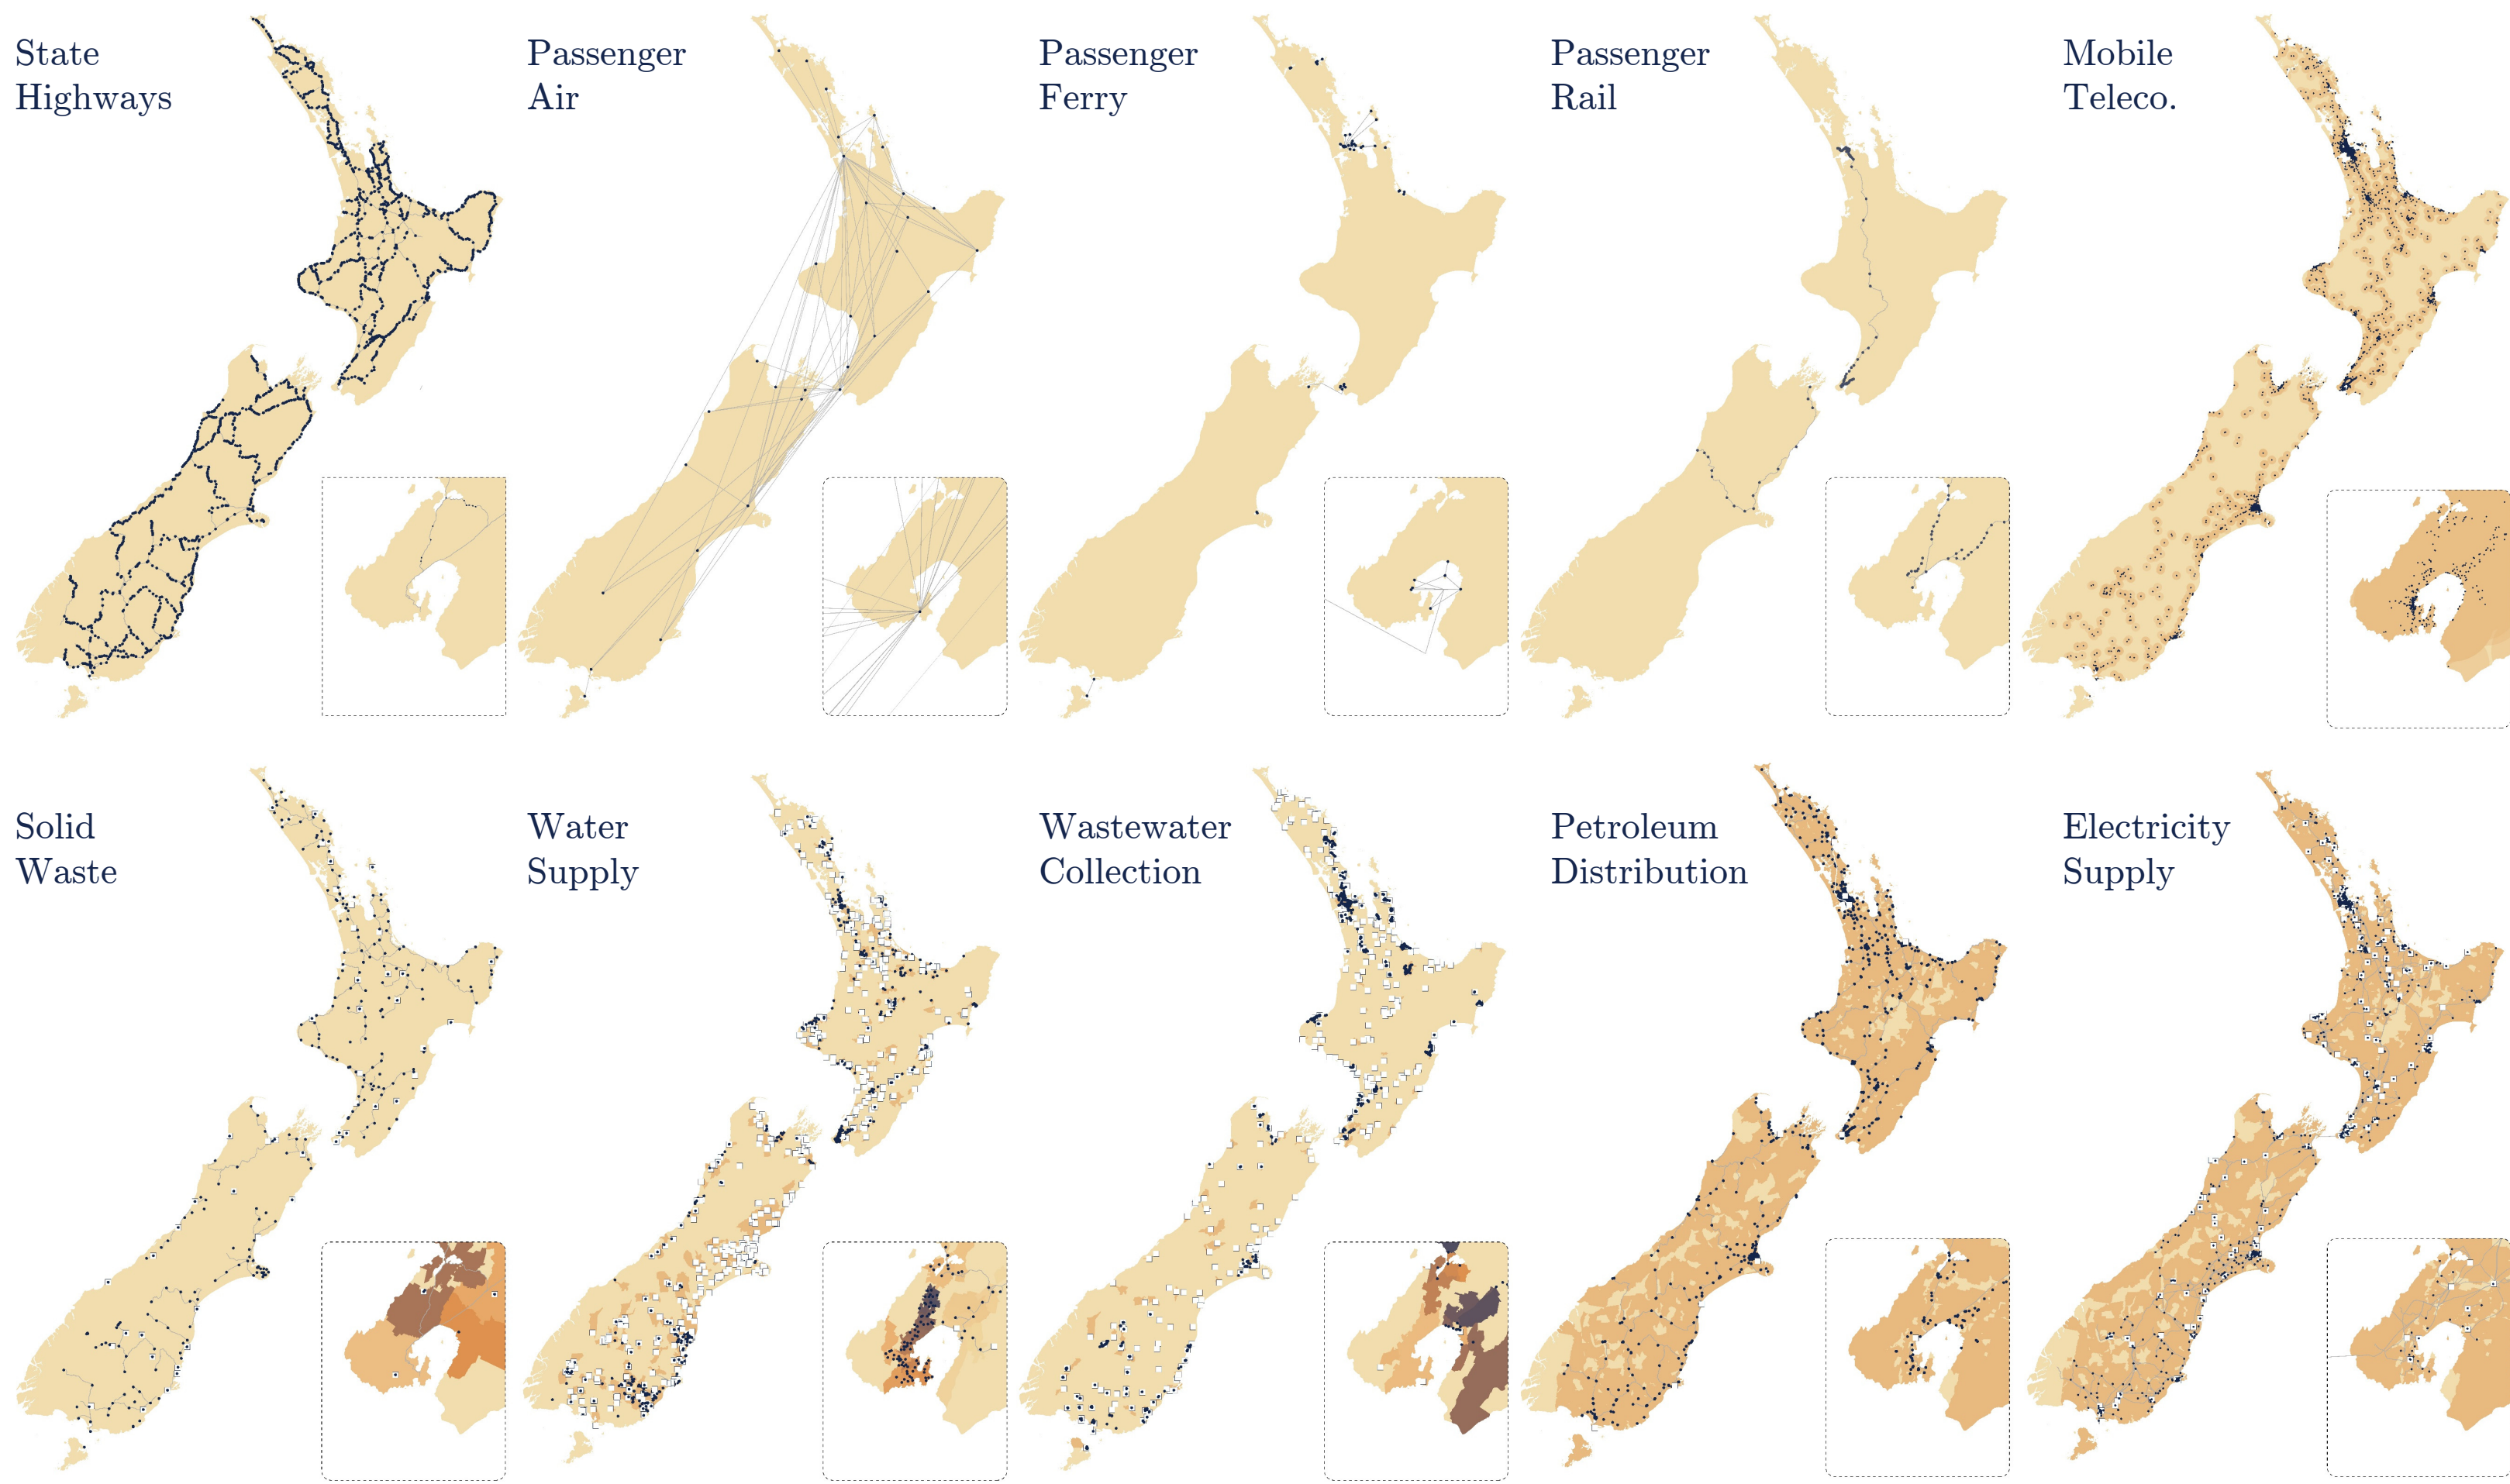 State
Highways
Passenger
Air
Passenger
Ferry
Passenger
Rail
Mobile
Teleco.
Solid
Waste
Water
Supply
Wastewater
Collection
Petroleum
Distribution
Electricity
Supply